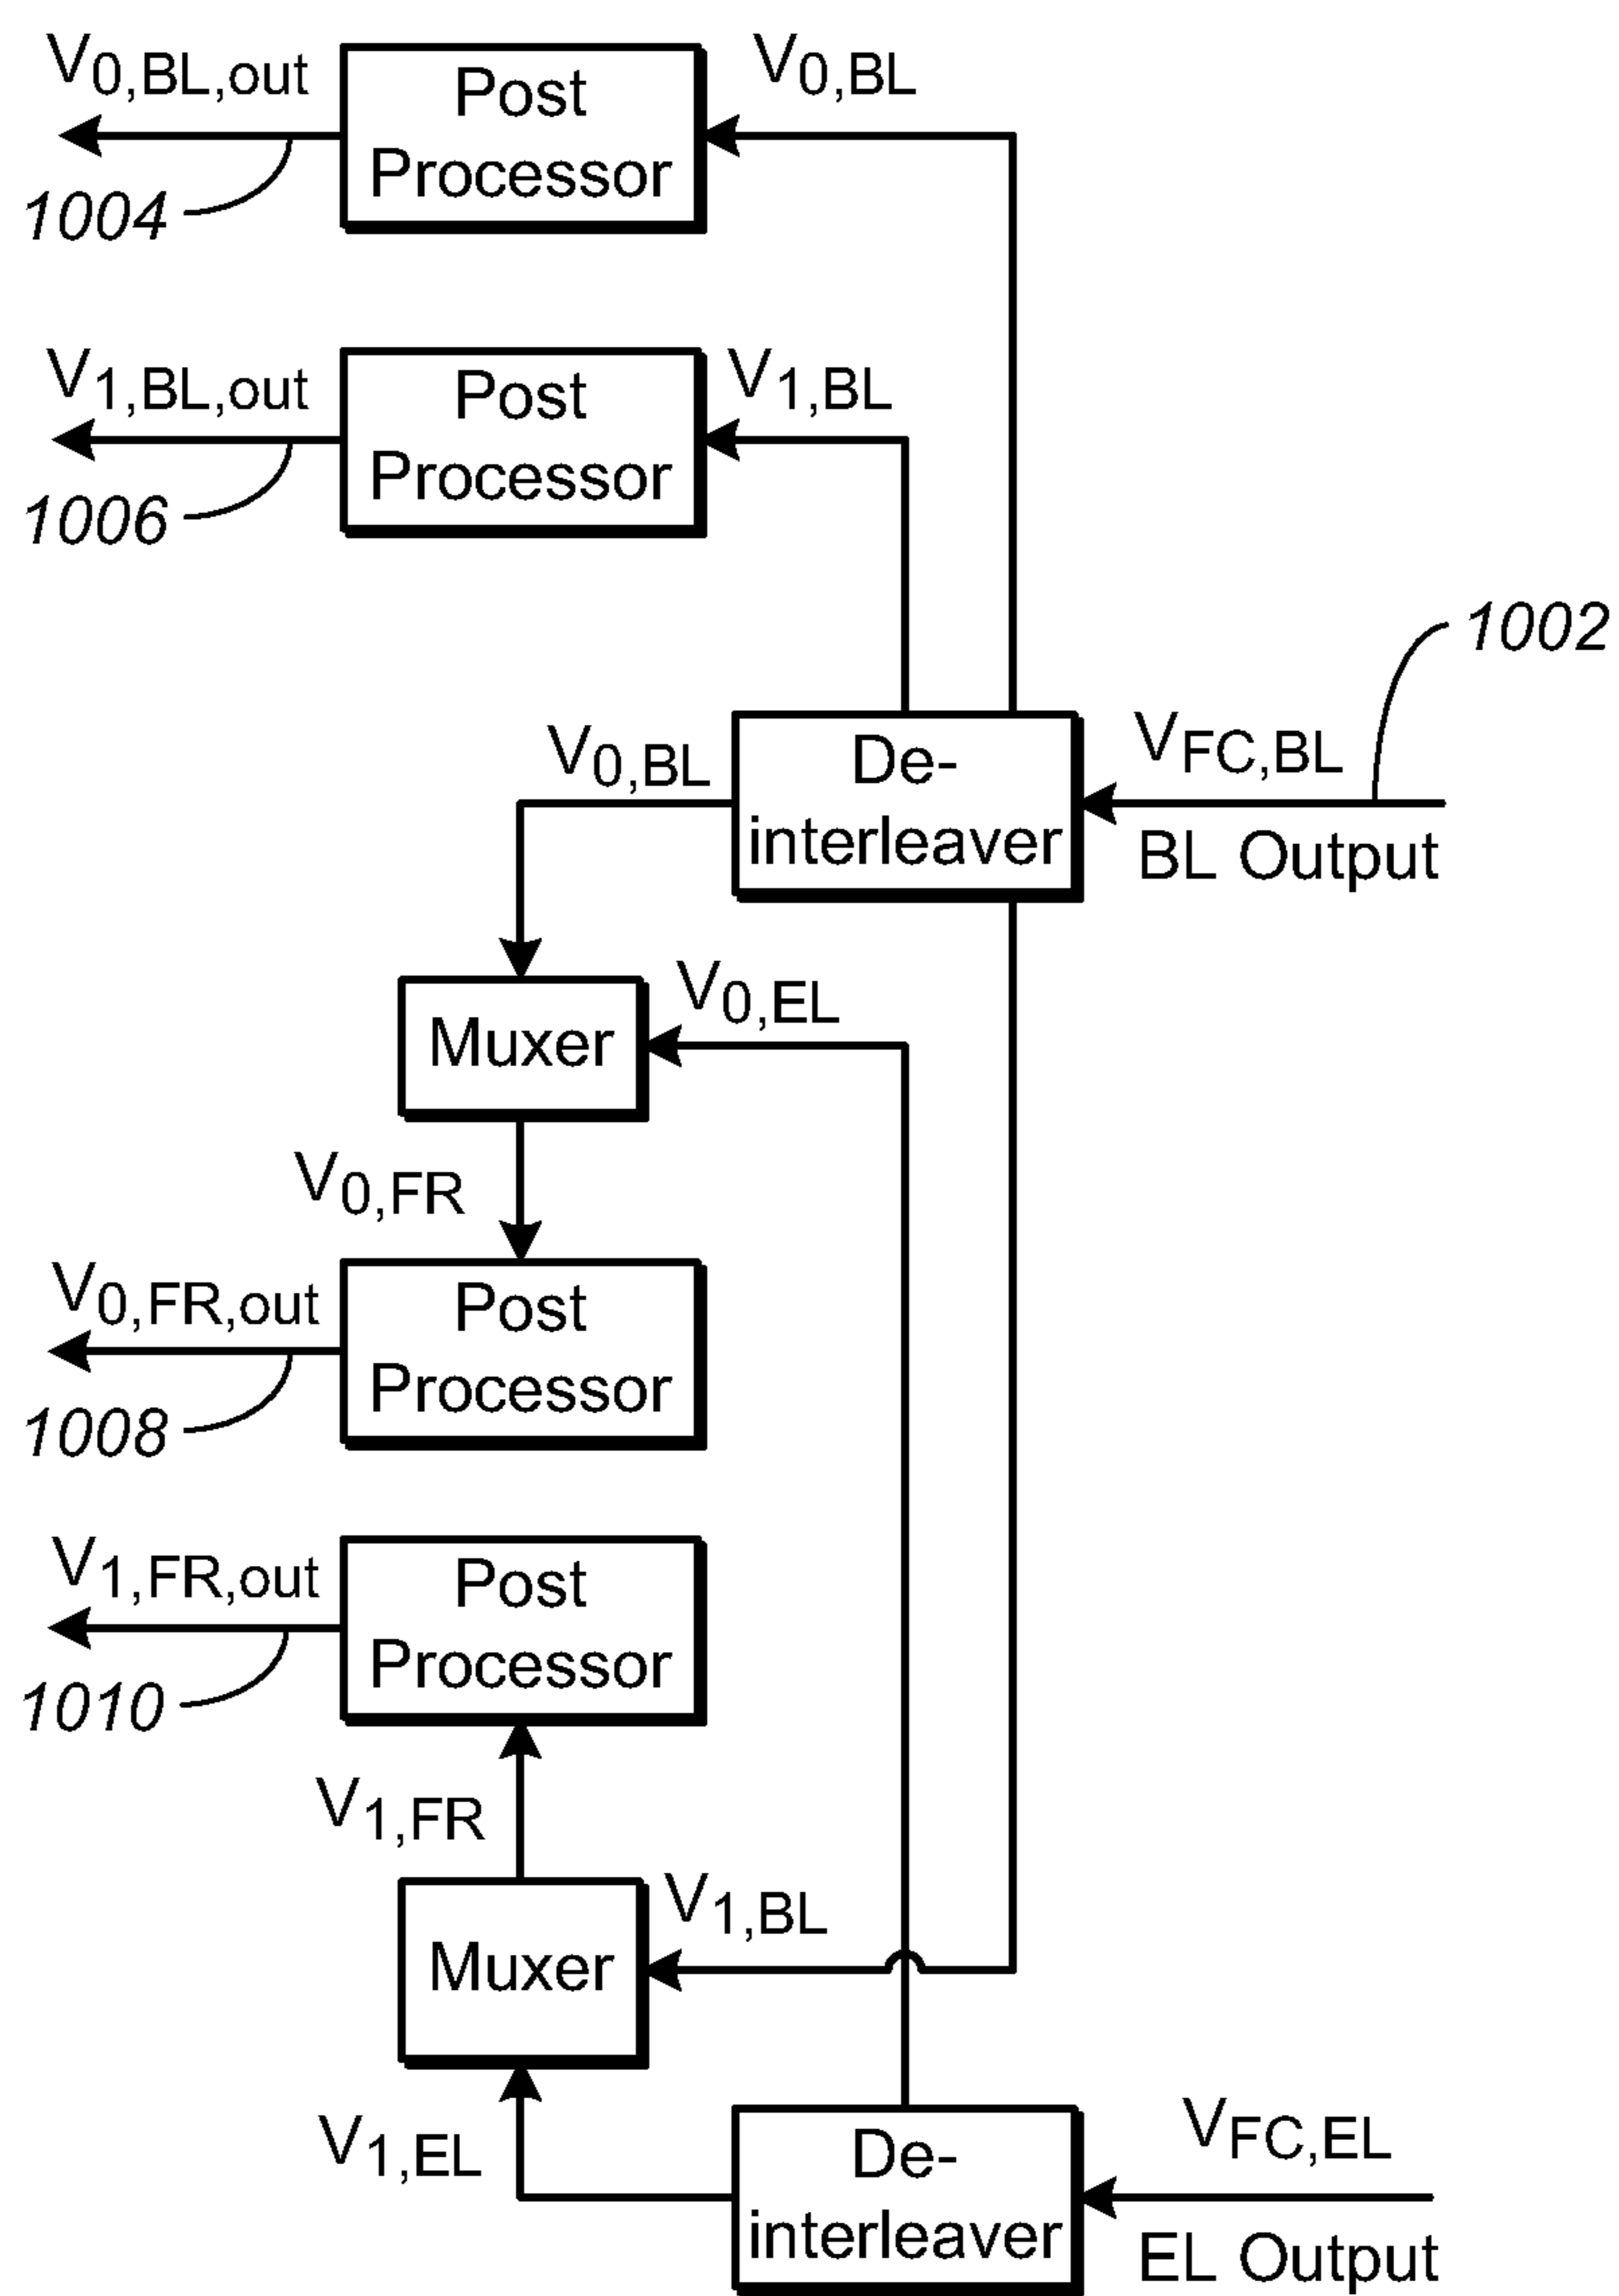 V0,BL,out
Post
Processor
V0,BL
1004
V1,BL,out
Post
Processor
V1,BL
1006
1002
V0,BL
De-
interleaver
VFC,BL
BL Output
Muxer
V0,EL
V0,FR
V0,FR,out
Post
Processor
1008
V1,FR,out
Post
Processor
1010
V1,FR
Muxer
V1,BL
V1,EL
De-
interleaver
VFC,EL
EL Output